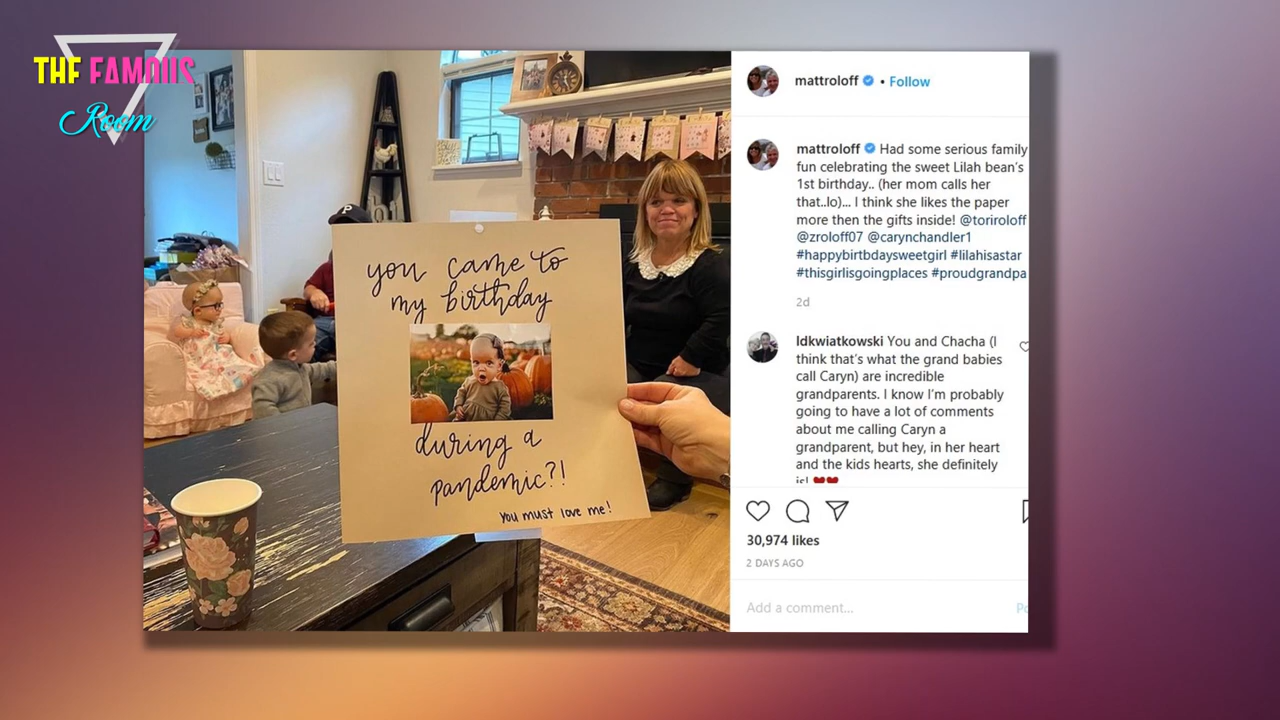 THE FAMOUS
Room
you came to
my birthday
during a
pandemic?!
you must love me!
mattroloff • Follow
mattroloff Had some serious family
fun celebrating the sweet Lilah bean's
1st birthday.. (her mom calls her
that..lo)... I think she likes the paper
more then the gifts inside! @toriroloff
@zroloff07 @carynchandler1
#happybirtbdaysweetgirl #lilahisastar
#thisgirlisgoingplaces #proudgrandpa
2d
ldkwiatkowski You and Chacha (I
think that's what the grand babies
call Caryn) are incredible
grandparents. I know I'm probably
going to have a lot of comments
about me calling Caryn a
grandparent, but hey, in her heart
and the kids hearts, she definitely
is! ❤❤
30,974 likes
2 DAYS AGO
Add a comment...
Po